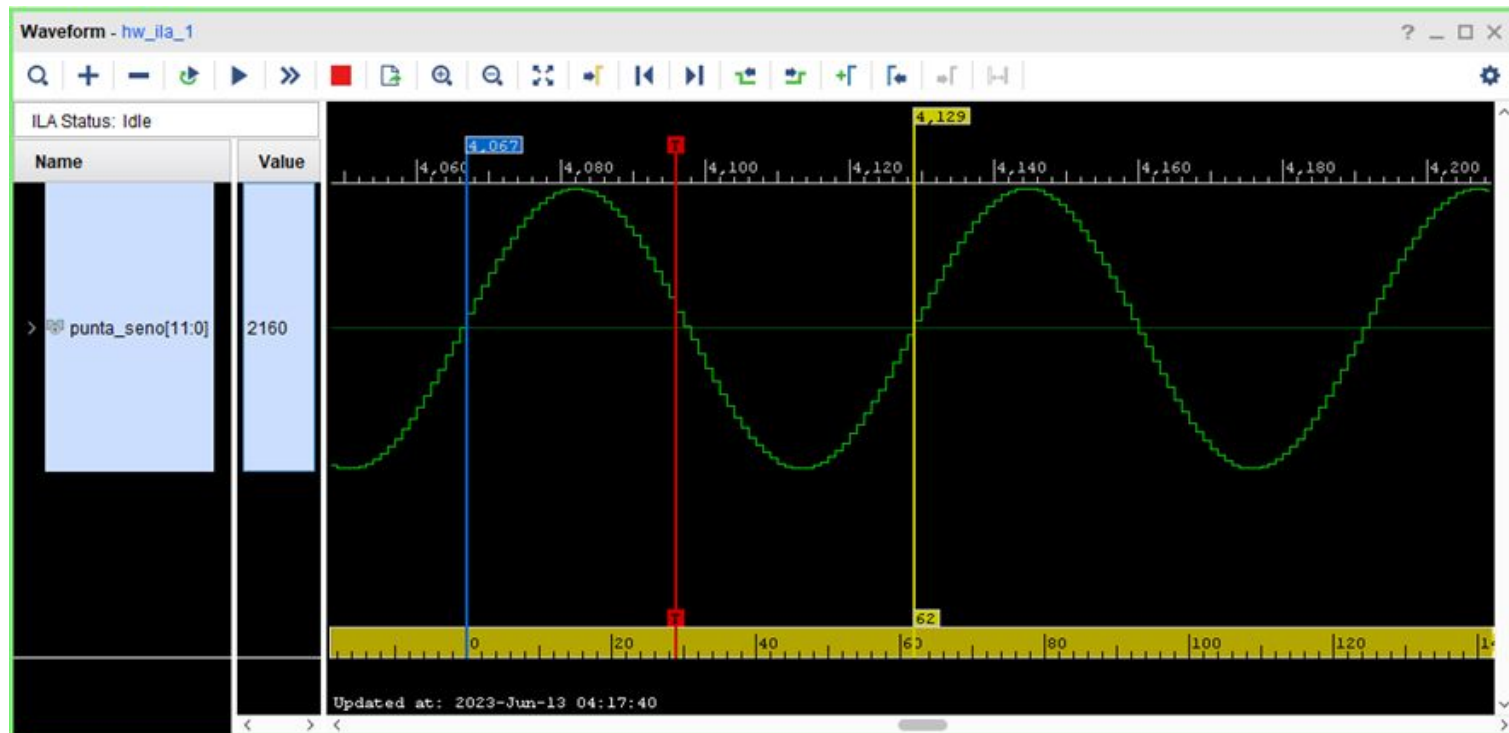 Waveform - hw_ila_1
ILA Status: Idle
Name Value
4,129
4,067 T
4,060 4,080 4,100 4,120 4,140 4,160 4,180 4,200
punta_seno[11:0] 2160
T 62
0 20 40 60 80 100 120
Updated at: 2023-Jun-13 04:17:40